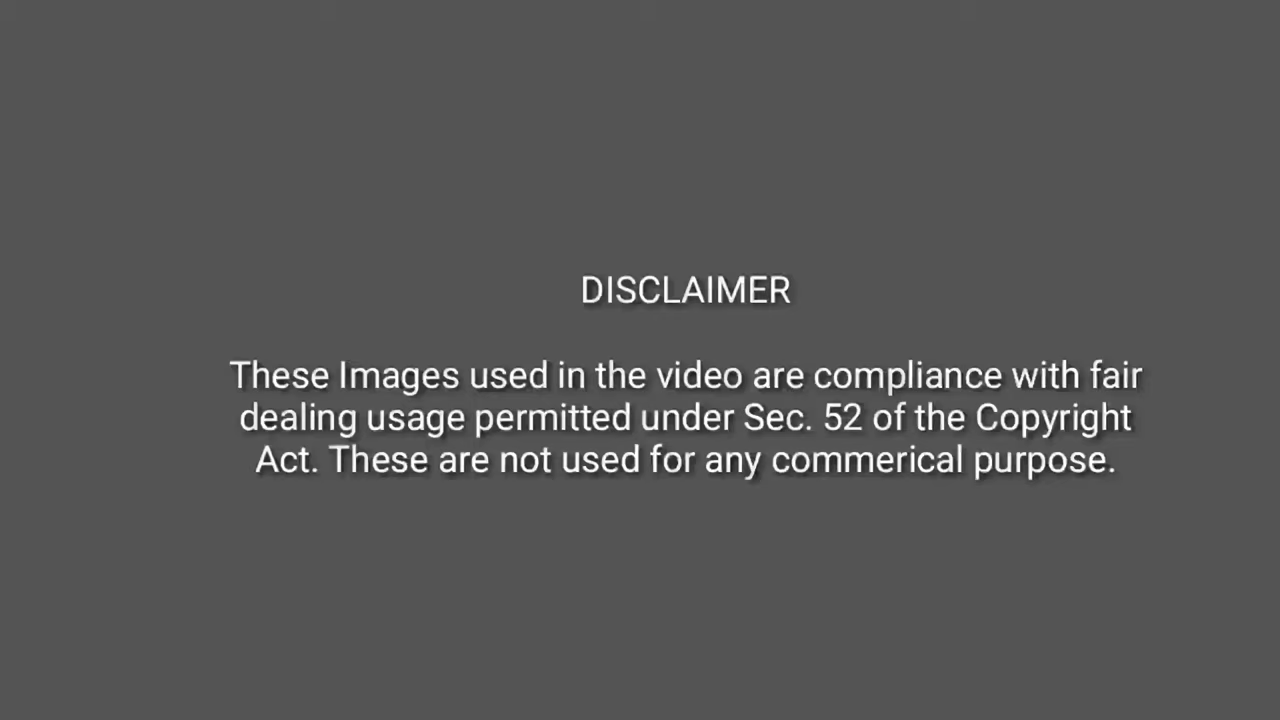 DISCLAIMER
These Images used in the video are compliance with fair
dealing usage permitted under Sec. 52 of the Copyright
Act. These are not used for any commerical purpose.